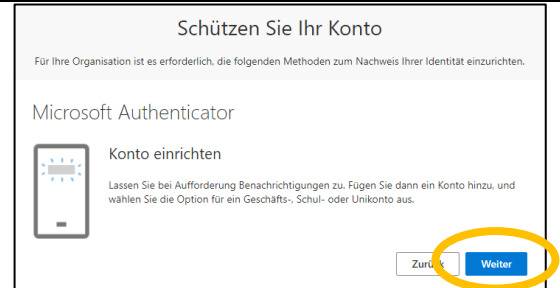 Schützen Sie Ihr Konto
Für Ihre Organisation ist es erforderlich, die folgenden Methoden zum Nachweis Ihrer Identität einzurichten.
Microsoft Authenticator
Konto einrichten
Lassen Sie bei Aufforderung Benachrichtigungen zu. Fügen Sie dann ein Konto hinzu, und
wählen Sie die Option für ein Geschäfts-, Schul- oder Unikonto aus.
Zurück Weiter